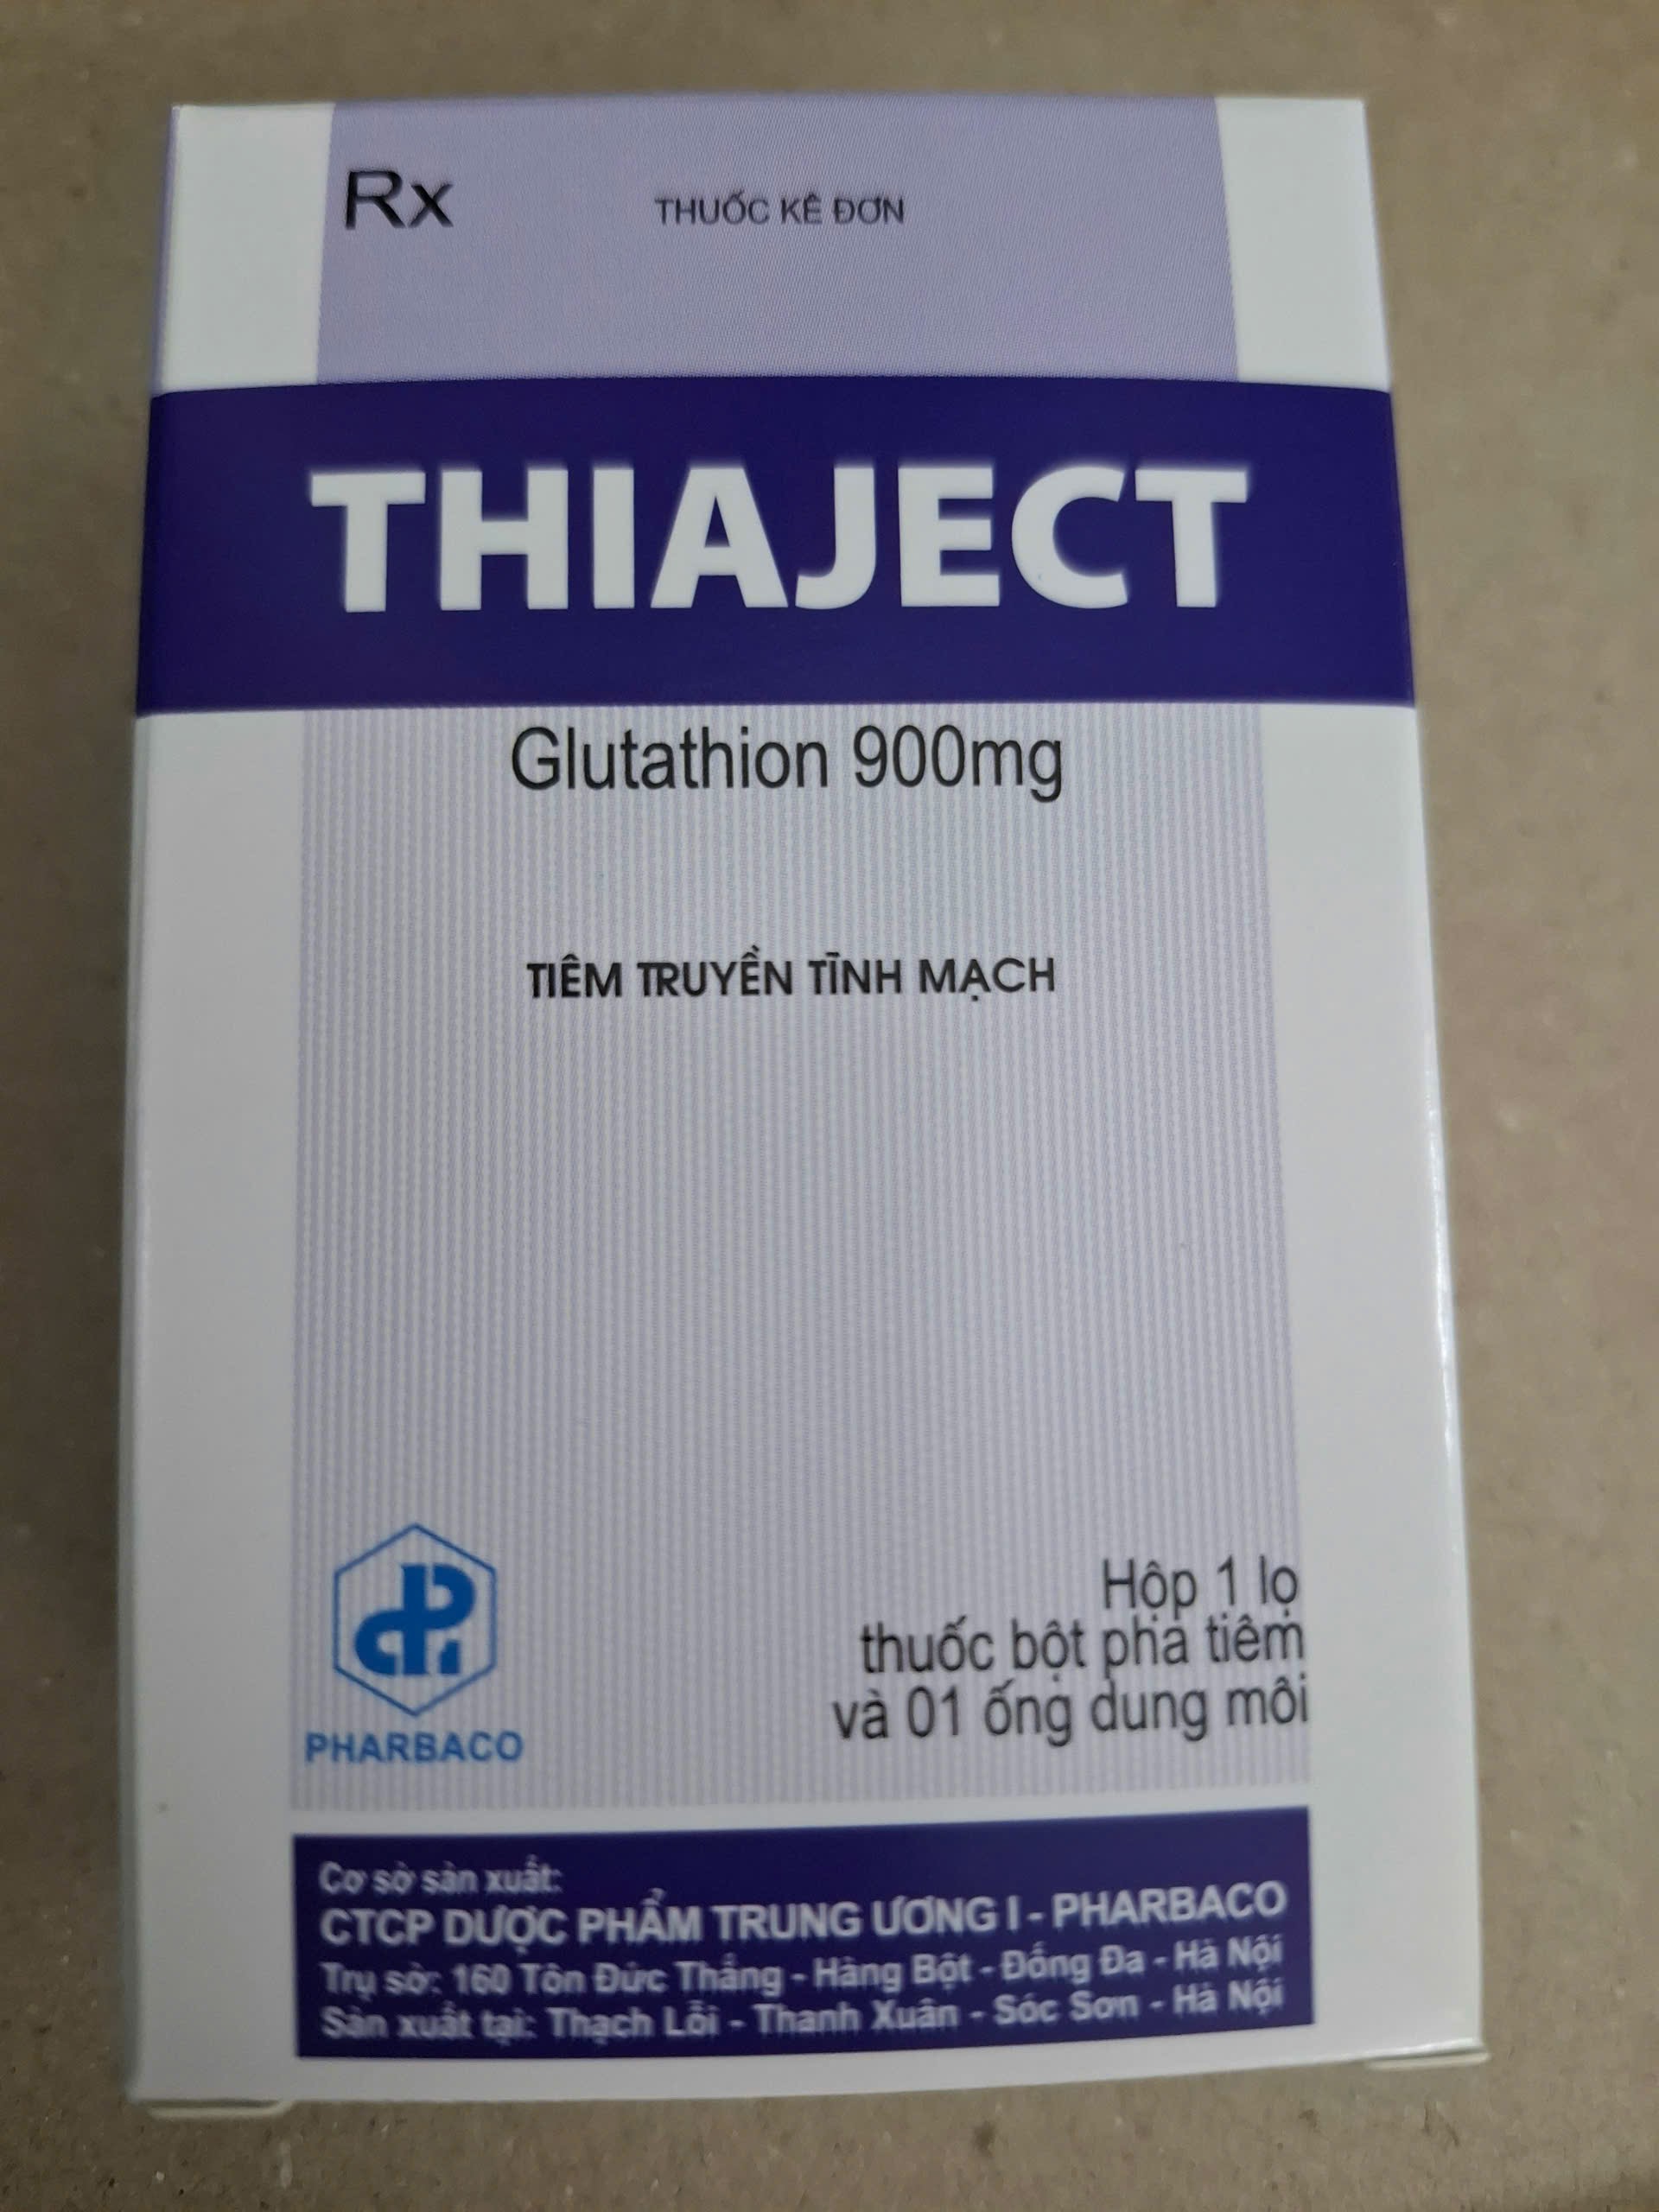 Rx
THUỐC KÊ ĐƠN
THIAJECT
Glutathion 900mg
TIÊM TRUYỀN TĨNH MẠCH
Hộp 1 lọ
thuốc bột pha tiêm
và 01 ống dung môi
PHARBACO
Cơ sở sản xuất:
CTCP DƯỢC PHẨM TRUNG ƯƠNG I - PHARBACO
Trụ sở: 160 Tôn Đức Thắng - Hàng Bột - Đống Đa - Hà Nội
Sản xuất tại: Thạch Lỗi - Thanh Xuân - Sóc Sơn - Hà Nội